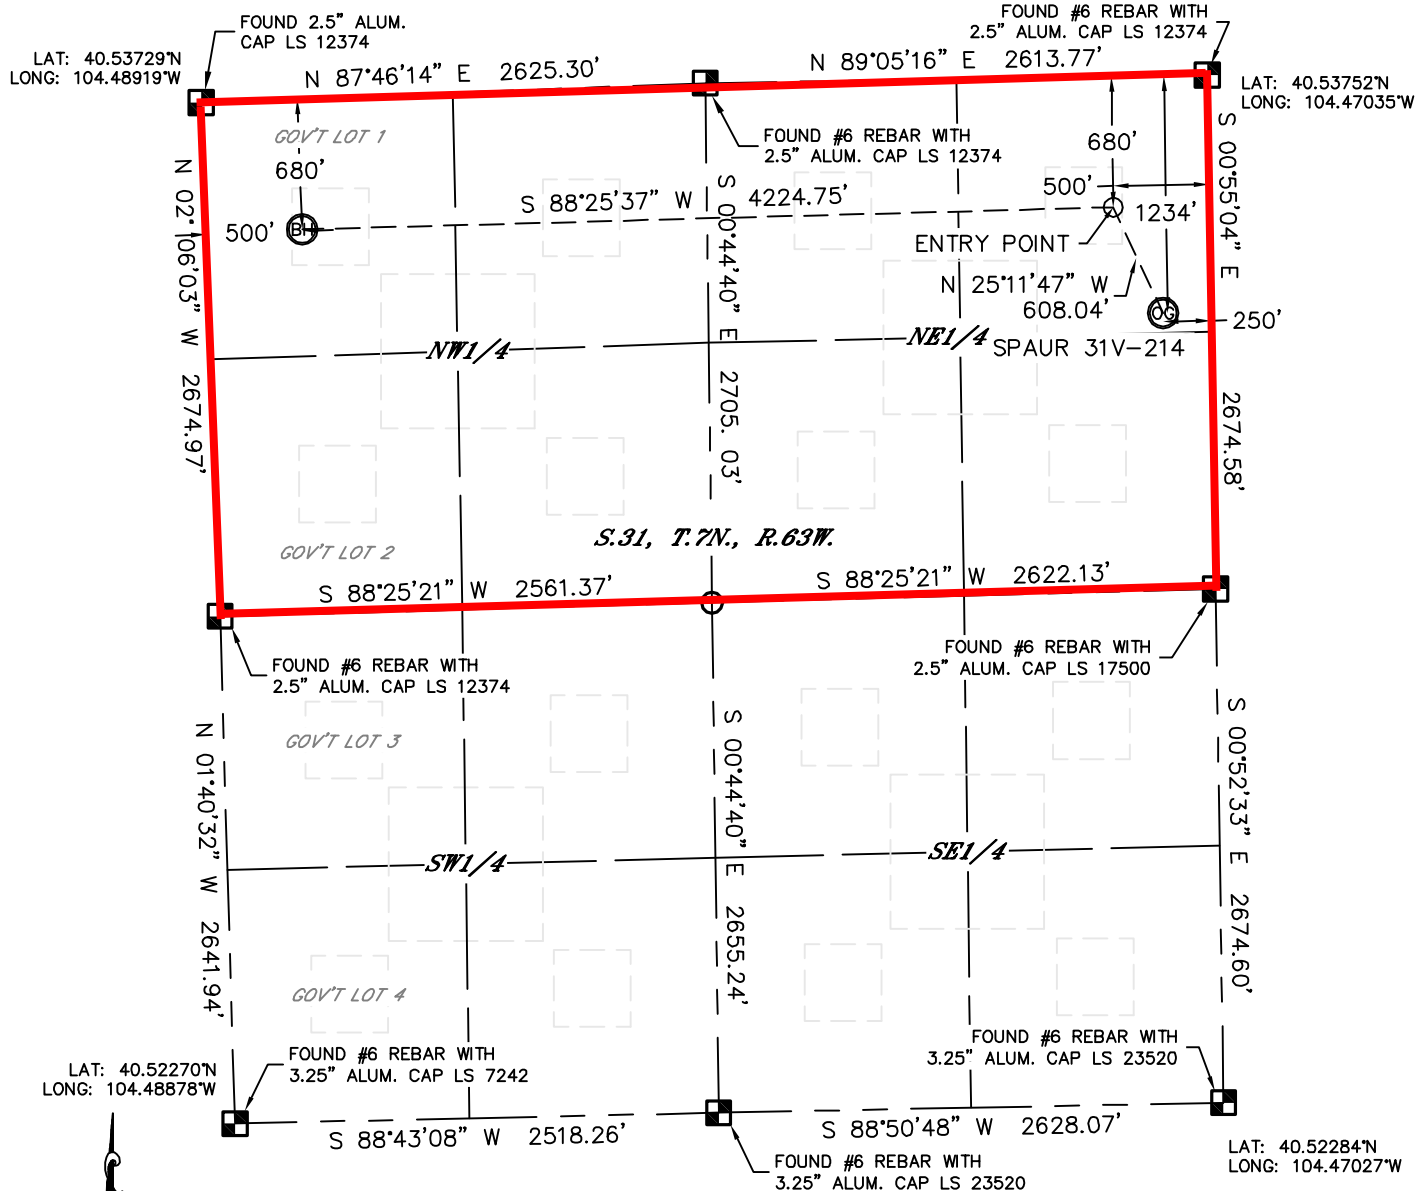 FOUND 2.5" ALUM.
CAP LS 12374
FOUND #6 REBAR WITH
2.5" ALUM. CAP LS 12374
LAT: 40.53729°N
LONG: 104.48919°W
N 87°46'14" E 2625.30'
N 89°05'16" E 2613.77'
LAT: 40.53752°N
LONG: 104.47035°W
GOV'T LOT 1
FOUND #6 REBAR WITH
2.5" ALUM. CAP LS 12374
680'
680'
500'
S 88°25'37" W 4224.75'
500'
BH
1234'
ENTRY POINT
N 25°11'47" W
608.04'
OG
250'
SPAUR 31V-214
N 02°06'03" W 2674.97'
S 00°44'40" E 2705. 03'
S 00°55'04" E 2674.58'
NW1/4
NE1/4
S.31, T.7N., R.63W.
GOV'T LOT 2
S 88°25'21" W 2561.37'
S 88°25'21" W 2622.13'
FOUND #6 REBAR WITH
2.5" ALUM. CAP LS 12374
FOUND #6 REBAR WITH
2.5" ALUM. CAP LS 17500
GOV'T LOT 3
N 01°40'32" W 2641.94'
S 00°44'40" E 2655.24'
S 00°52'33" E 2674.60'
SW1/4
SE1/4
GOV'T LOT 4
FOUND #6 REBAR WITH
3.25" ALUM. CAP LS 7242
FOUND #6 REBAR WITH
3.25" ALUM. CAP LS 23520
LAT: 40.52270°N
LONG: 104.48878°W
S 88°43'08" W 2518.26'
S 88°50'48" W 2628.07'
LAT: 40.52284°N
LONG: 104.47027°W
FOUND #6 REBAR WITH
3.25" ALUM. CAP LS 23520